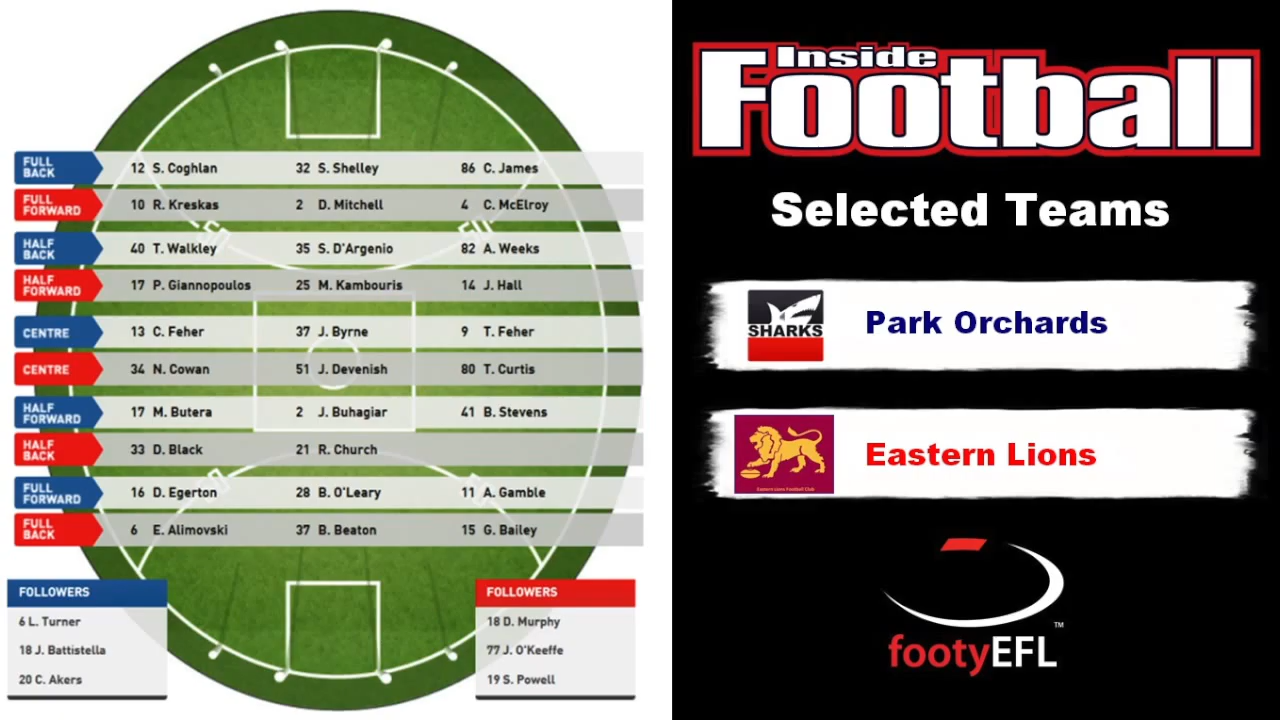 FULL BACK 12 S. Coghlan 32 S. Shelley 86 C. James
FULL FORWARD 10 R. Kreskas 2 D. Mitchell 4 C. McElroy
HALF BACK 40 T. Walkley 35 S. D'Argenio 82 A. Weeks
HALF FORWARD 17 P. Giannopoulos 25 M. Kambouris 14 J. Hall
CENTRE 13 C. Feher 37 J. Byrne 9 T. Feher
CENTRE 34 N. Cowan 51 J. Devenish 80 T. Curtis
HALF FORWARD 17 M. Butera 2 J. Buhagiar 41 B. Stevens
HALF BACK 33 D. Black 21 R. Church
FULL FORWARD 16 D. Egerton 28 B. O'Leary 11 A. Gamble
FULL BACK 6 E. Alimovski 37 B. Beaton 15 G. Bailey
FOLLOWERS
6 L. Turner
18 J. Battistella
20 C. Akers
FOLLOWERS
18 D. Murphy
77 J. O'Keeffe
19 S. Powell
Inside
Football
Selected Teams
SHARKS
Park Orchards
Eastern Lions Football Club
Eastern Lions
footyEFL™